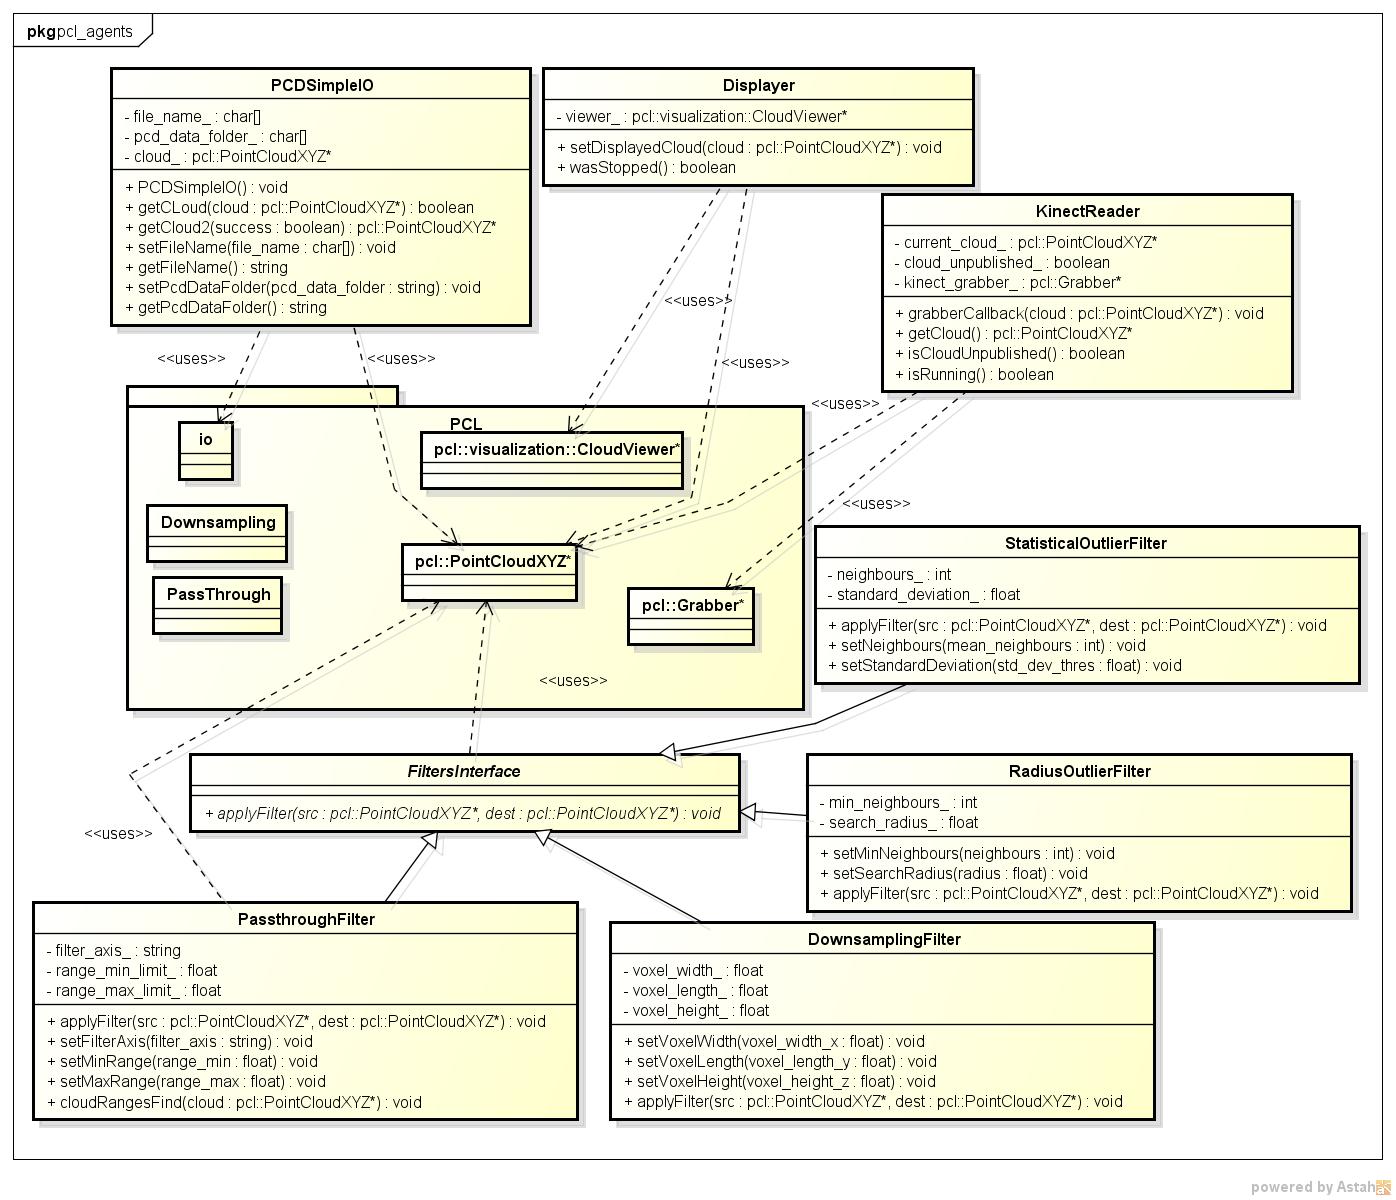 pkg pcl_agents
PCDSimpleIO
- file_name_ : char[]
- pcd_data_folder_ : char[]
- cloud_ : pcl::PointCloudXYZ*
+ PCDSimpleIO() : void
+ getCLoud(cloud : pcl::PointCloudXYZ*) : boolean
+ getCloud2(success : boolean) : pcl::PointCloudXYZ*
+ setFileName(file_name : char[]) : void
+ getFileName() : string
+ setPcdDataFolder(pcd_data_folder : string) : void
+ getPcdDataFolder() : string
Displayer
- viewer_ : pcl::visualization::CloudViewer*
+ setDisplayedCloud(cloud : pcl::PointCloudXYZ*) : void
+ wasStopped() : boolean
KinectReader
- current_cloud_ : pcl::PointCloudXYZ*
- cloud_unpublished_ : boolean
- kinect_grabber_ : pcl::Grabber*
+ grabberCallback(cloud : pcl::PointCloudXYZ*) : void
+ getCloud() : pcl::PointCloudXYZ*
+ isCloudUnpublished() : boolean
+ isRunning() : boolean
<<uses>>
<<uses>>
<<uses>>
<<uses>>
<<uses>>
<<uses>>
PCL
io
pcl::visualization::CloudViewer*
Downsampling
PassThrough
pcl::PointCloudXYZ*
pcl::Grabber*
<<uses>>
StatisticalOutlierFilter
- neighbours_ : int
- standard_deviation_ : float
+ applyFilter(src : pcl::PointCloudXYZ*, dest : pcl::PointCloudXYZ*) : void
+ setNeighbours(mean_neighbours : int) : void
+ setStandardDeviation(std_dev_thres : float) : void
FiltersInterface
+ applyFilter(src : pcl::PointCloudXYZ*, dest : pcl::PointCloudXYZ*) : void
RadiusOutlierFilter
- min_neighbours_ : int
- search_radius_ : float
+ setMinNeighbours(neighbours : int) : void
+ setSearchRadius(radius : float) : void
+ applyFilter(src : pcl::PointCloudXYZ*, dest : pcl::PointCloudXYZ*) : void
<<uses>>
PassthroughFilter
- filter_axis_ : string
- range_min_limit_ : float
- range_max_limit_ : float
+ applyFilter(src : pcl::PointCloudXYZ*, dest : pcl::PointCloudXYZ*) : void
+ setFilterAxis(filter_axis : string) : void
+ setMinRange(range_min : float) : void
+ setMaxRange(range_max : float) : void
+ cloudRangesFind(cloud : pcl::PointCloudXYZ*) : void
DownsamplingFilter
- voxel_width_ : float
- voxel_length_ : float
- voxel_height_ : float
+ setVoxelWidth(voxel_width_x : float) : void
+ setVoxelLength(voxel_length_y : float) : void
+ setVoxelHeight(voxel_height_z : float) : void
+ applyFilter(src : pcl::PointCloudXYZ*, dest : pcl::PointCloudXYZ*) : void
powered by Astah